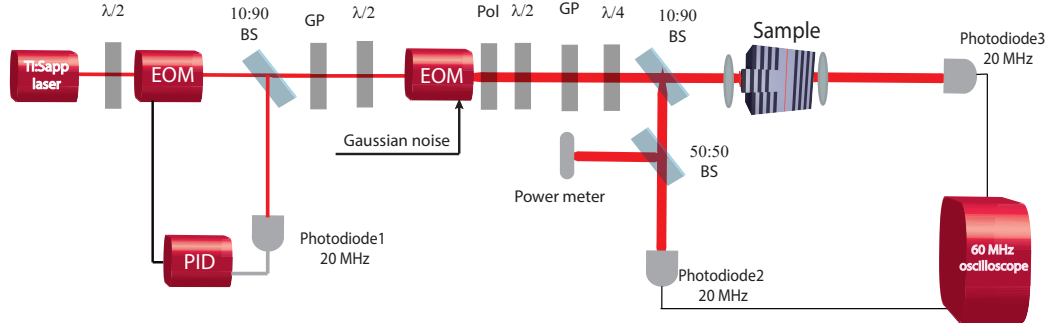 λ/2
10:90
BS
GP
λ/2
Pol
λ/2
GP
λ/4
10:90
BS
Sample
Photodiode3
20 MHz
TI:Sapp
laser
EOM
EOM
Gaussian noise
50:50
BS
Power meter
Photodiode1
20 MHz
PID
Photodiode2
20 MHz
60 MHz
oscilloscope